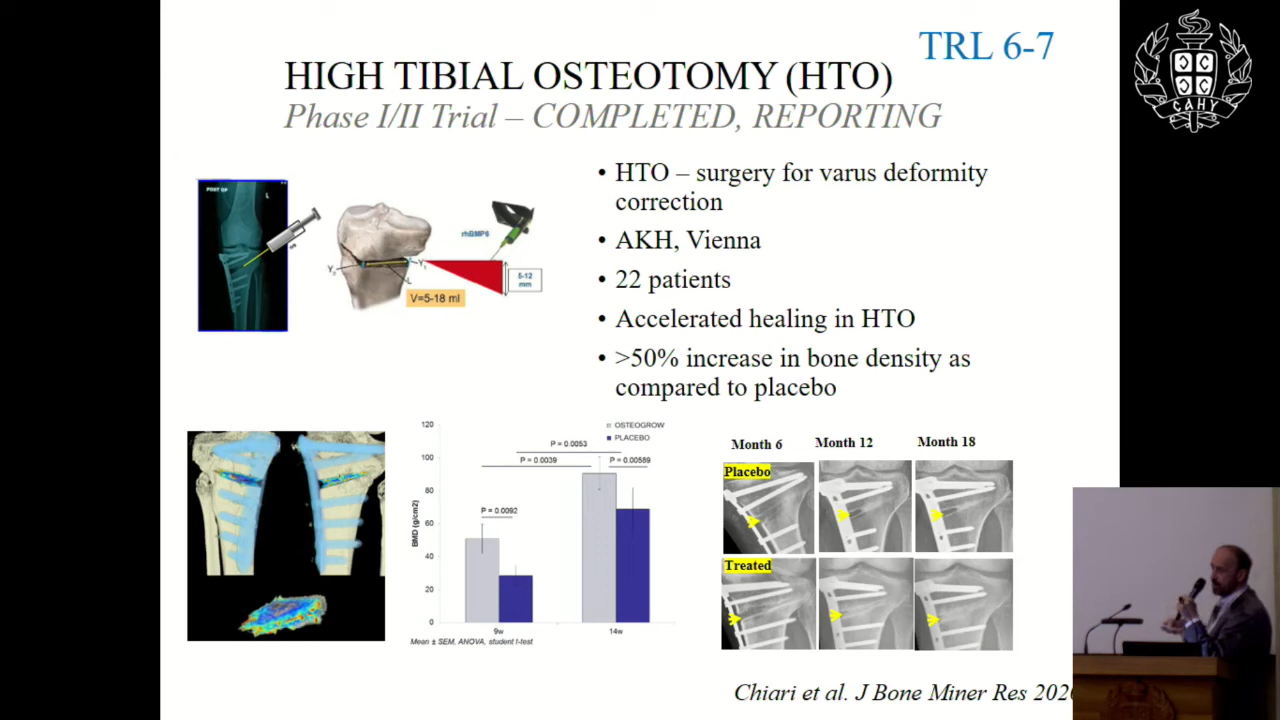 TRL 6-7
HIGH TIBIAL OSTEOTOMY (HTO)
Phase I/II Trial – COMPLETED, REPORTING
• HTO – surgery for varus deformity
correction
• AKH, Vienna
• 22 patients
• Accelerated healing in HTO
• >50% increase in bone density as
compared to placebo
POST OP
L
rhBMP6
L
5-12
mm
V=5-18 ml
OSTEOGROW
PLACEBO
120
100
80
60
40
20
0
BMD (g/cm2)
P = 0.0053
P = 0.0039
P = 0.00589
P = 0.0092
9w
14w
Mean ± SEM, ANOVA, student t-test
Month 6
Month 12
Month 18
Placebo
Treated
Chiari et al. J Bone Miner Res
САНУ